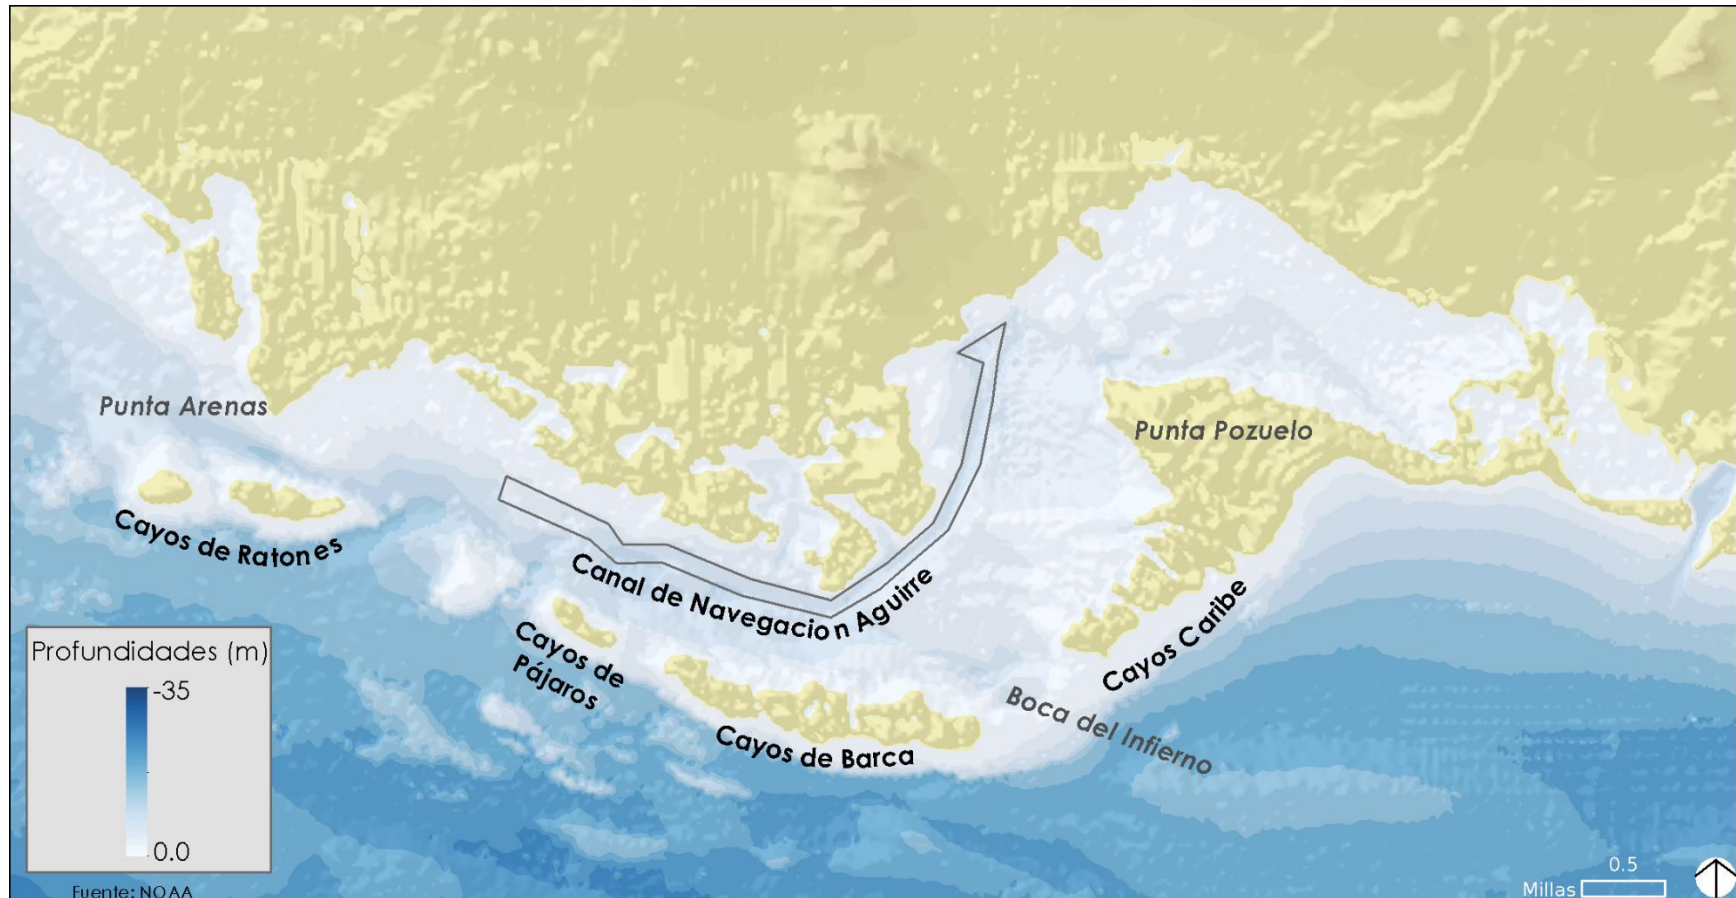 Punta Arenas
Punta Pozuelo
Cayos de Ratones
Canal de Navegacion Aguirre
Cayos de
Pájaros
Cayos Caribe
Boca del Infierno
Cayos de Barca
Profundidades (m)
-35
0.0
Fuente: NOAA
0.5
Millas